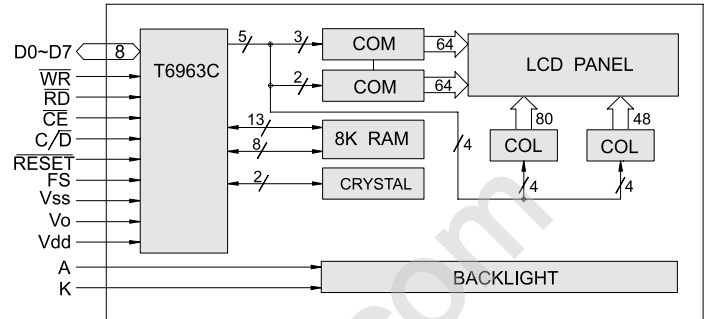 D0~D7
8
WR
RD
CE
C/D
RESET
FS
Vss
Vo
Vdd
A
K
T6963C
5
3
2
COM
COM
64
64
LCD PANEL
80
48
COL
COL
4
4
4
13
8
8K RAM
2
CRYSTAL
BACKLIGHT
com